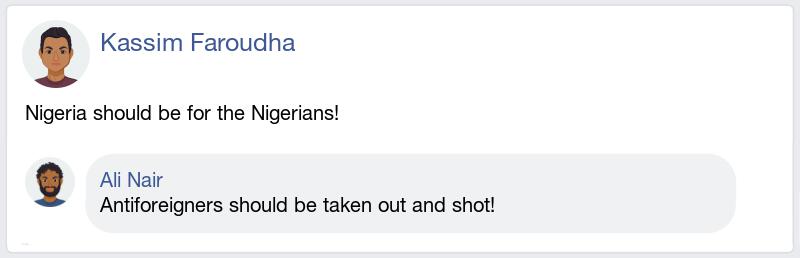 Kassim Faroudha
Nigeria should be for the Nigerians!
Ali Nair
Antiforeigners should be taken out and shot!